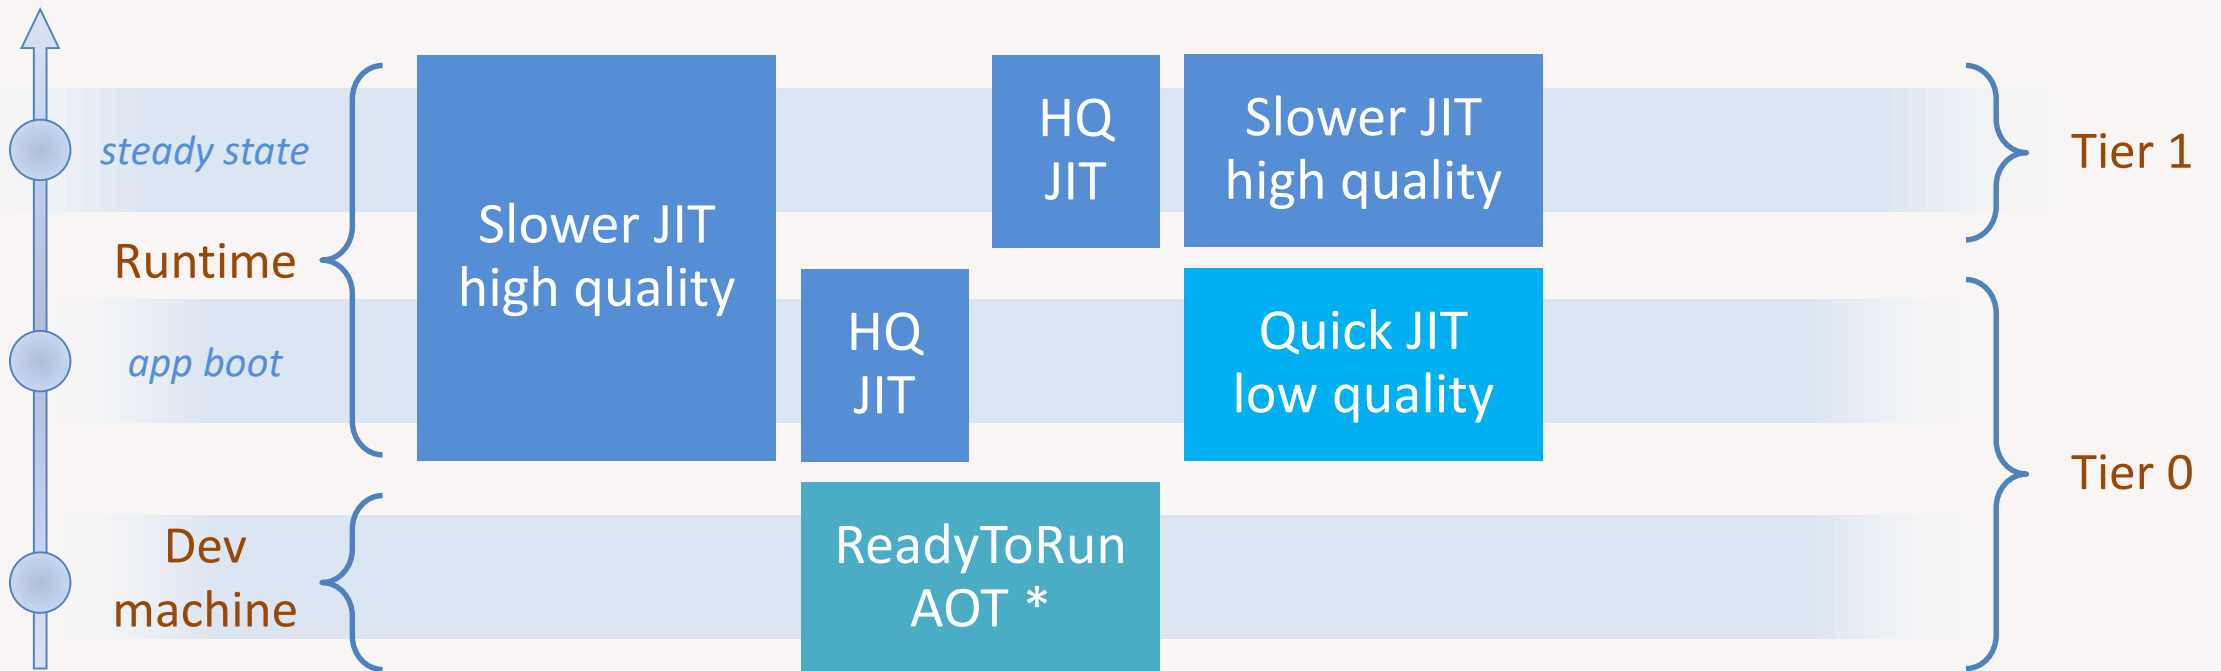 steady state
Runtime
app boot
Dev
machine
Slower JIT
high quality
HQ
JIT
ReadyToRun
AOT *
HQ
JIT
Slower JIT
high quality
Quick JIT
low quality
Tier 1
Tier 0